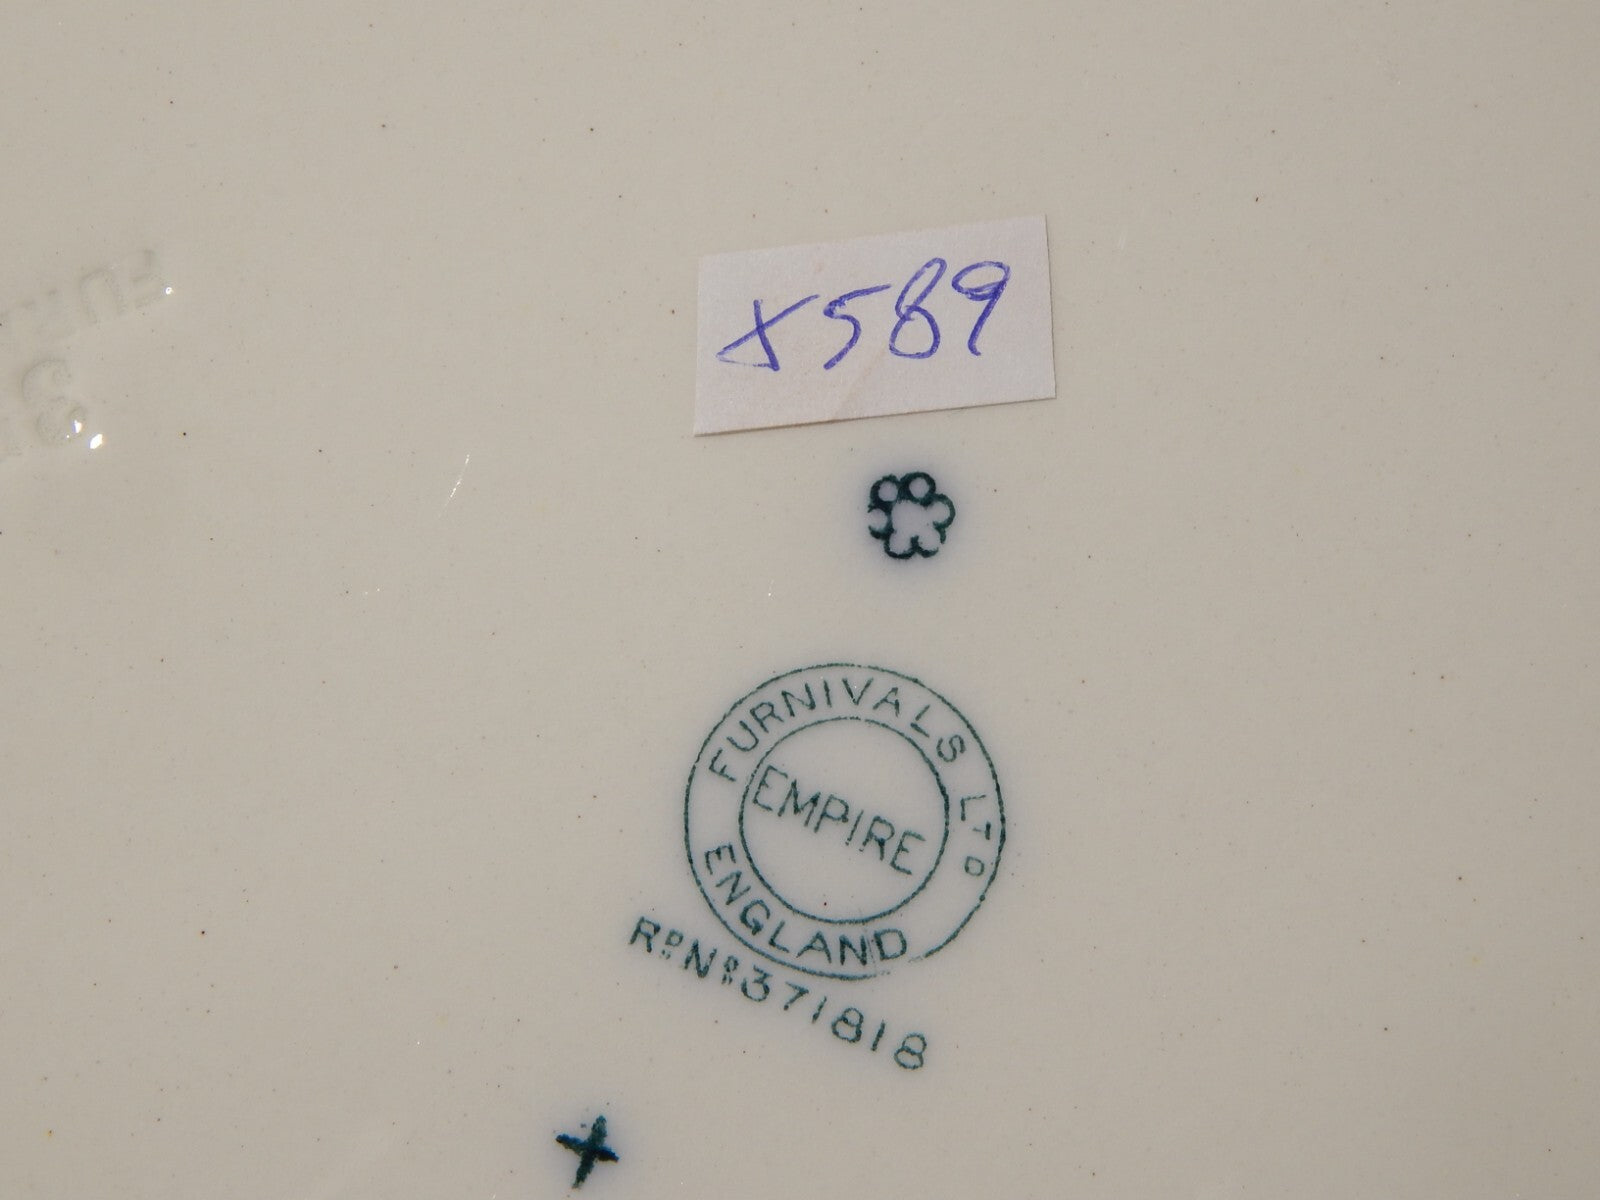 x589
FURNIVALS LTD
EMPIRE
ENGLAND
RD NO 371818